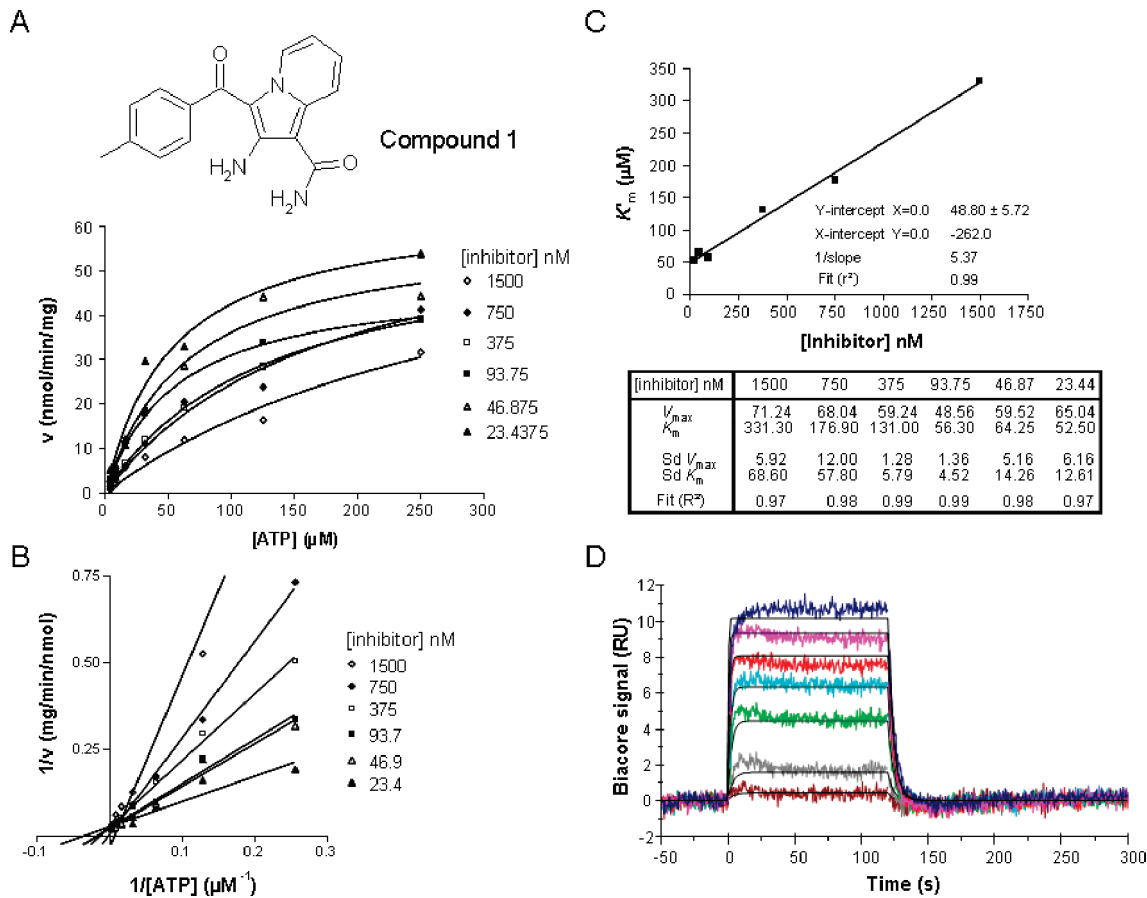 A
O
N
H₂N
O
H₂N
Compound 1
60
50
40
30
20
10
0
v (nmol/min/mg)
0
50
100
150
200
250
300
[ATP] (µM)
[inhibitor] nM
1500
750
375
93.75
46.875
23.4375
B
0.75
0.50
0.25
1/v (mg/min/nmol)
-0.1
0.1
0.2
0.3
1/[ATP] (µM⁻¹)
[inhibitor] nM
1500
750
375
93.7
46.9
23.4
C
350
300
250
200
150
100
50
0
K'm (µM)
Y-intercept X=0.0 48.80 ± 5.72
X-intercept Y=0.0 -262.0
1/slope 5.37
Fit (r²) 0.99
0
250
500
750
1000
1250
1500
1750
[Inhibitor] nM
[inhibitor] nM 1500 750 375 93.75 46.87 23.44
Vmax 71.24 68.04 59.24 48.56 59.52 65.04
Km 331.30 176.90 131.00 56.30 64.25 52.50
Sd Vmax 5.92 12.00 1.28 1.36 5.16 6.16
Sd Km 68.60 57.80 5.79 4.52 14.26 12.61
Fit (R²) 0.97 0.98 0.99 0.99 0.98 0.97
D
12
10
8
6
4
2
0
-2
Biacore signal (RU)
-50
0
50
100
150
200
250
300
Time (s)